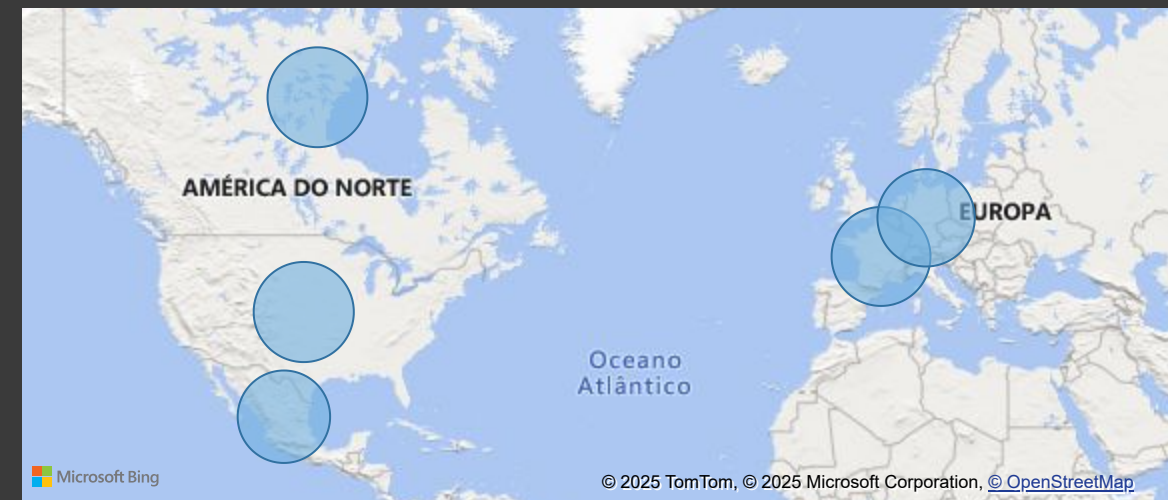 AMÉRICA DO NORTE
EUROPA
Oceano
Atlântico
Microsoft Bing
© 2025 TomTom, © 2025 Microsoft Corporation, © OpenStreetMap